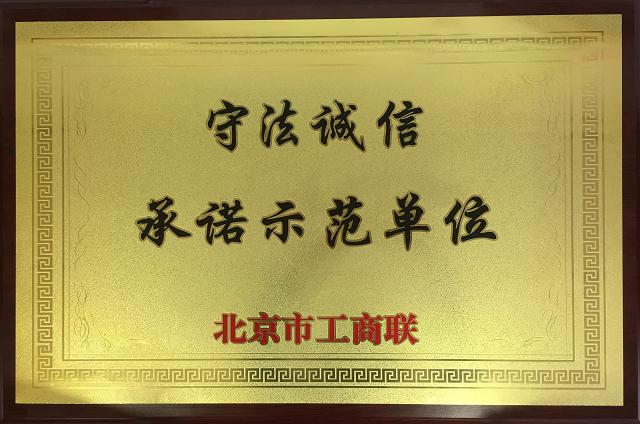 守法诚信
承诺示范单位
北京市工商联